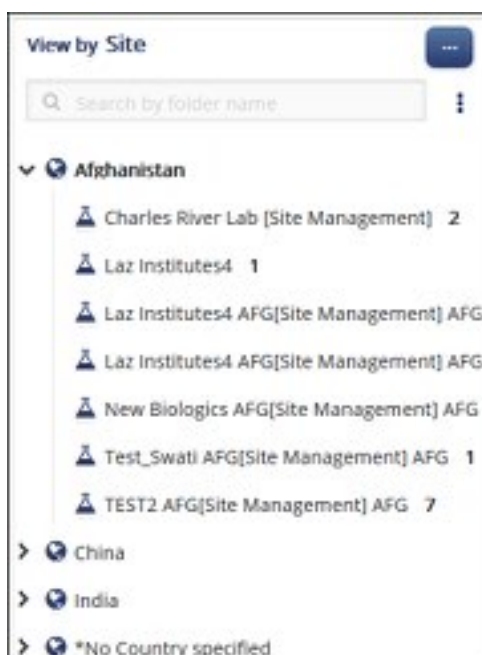 View by Site
...
Search by folder name
Afghanistan
Charles River Lab [Site Management] 2
Laz Institutes4 1
Laz Institutes4 AFG[Site Management] AFG
Laz Institutes4 AFG[Site Management] AFG
New Biologics AFG[Site Management] AFG
Test_Swati AFG[Site Management] AFG 1
TEST2 AFG[Site Management] AFG 7
China
India
*No Country specified